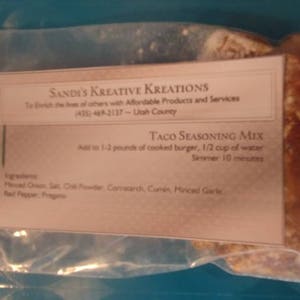 Sandi's Kreative Kreations
To Enrich the lives of others with Affordable Products and Services
(435) 469-2137 ~ Utah County
Taco Seasoning Mix
Add to 1-2 pounds of cooked burger, 1/2 cup of water
Simmer 10 minutes
Ingredients:
Minced Onion, Salt, Chili Powder, Cornstarch, Cumin, Minced Garlic
Red Pepper, Oregano